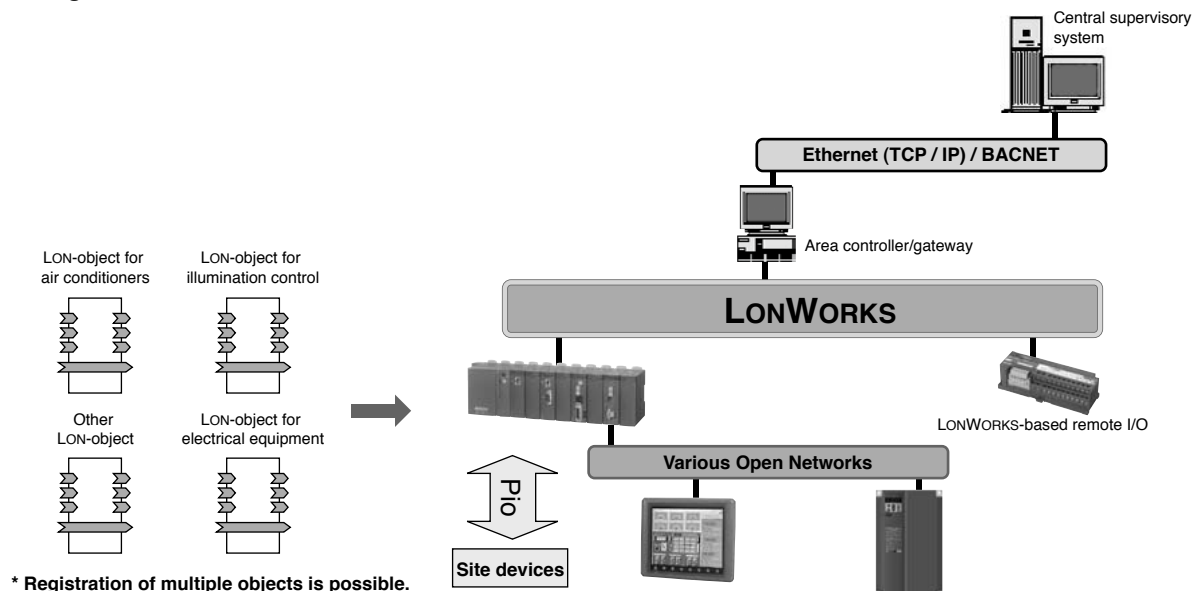 Central supervisory
system
Ethernet (TCP / IP) / BACNET
Area controller/gateway
LON-object for
air conditioners
LON-object for
illumination control
LONWORKS
Other
LON-object
LON-object for
electrical equipment
LONWORKS-based remote I/O
Various Open Networks
Pio
Site devices
* Registration of multiple objects is possible.